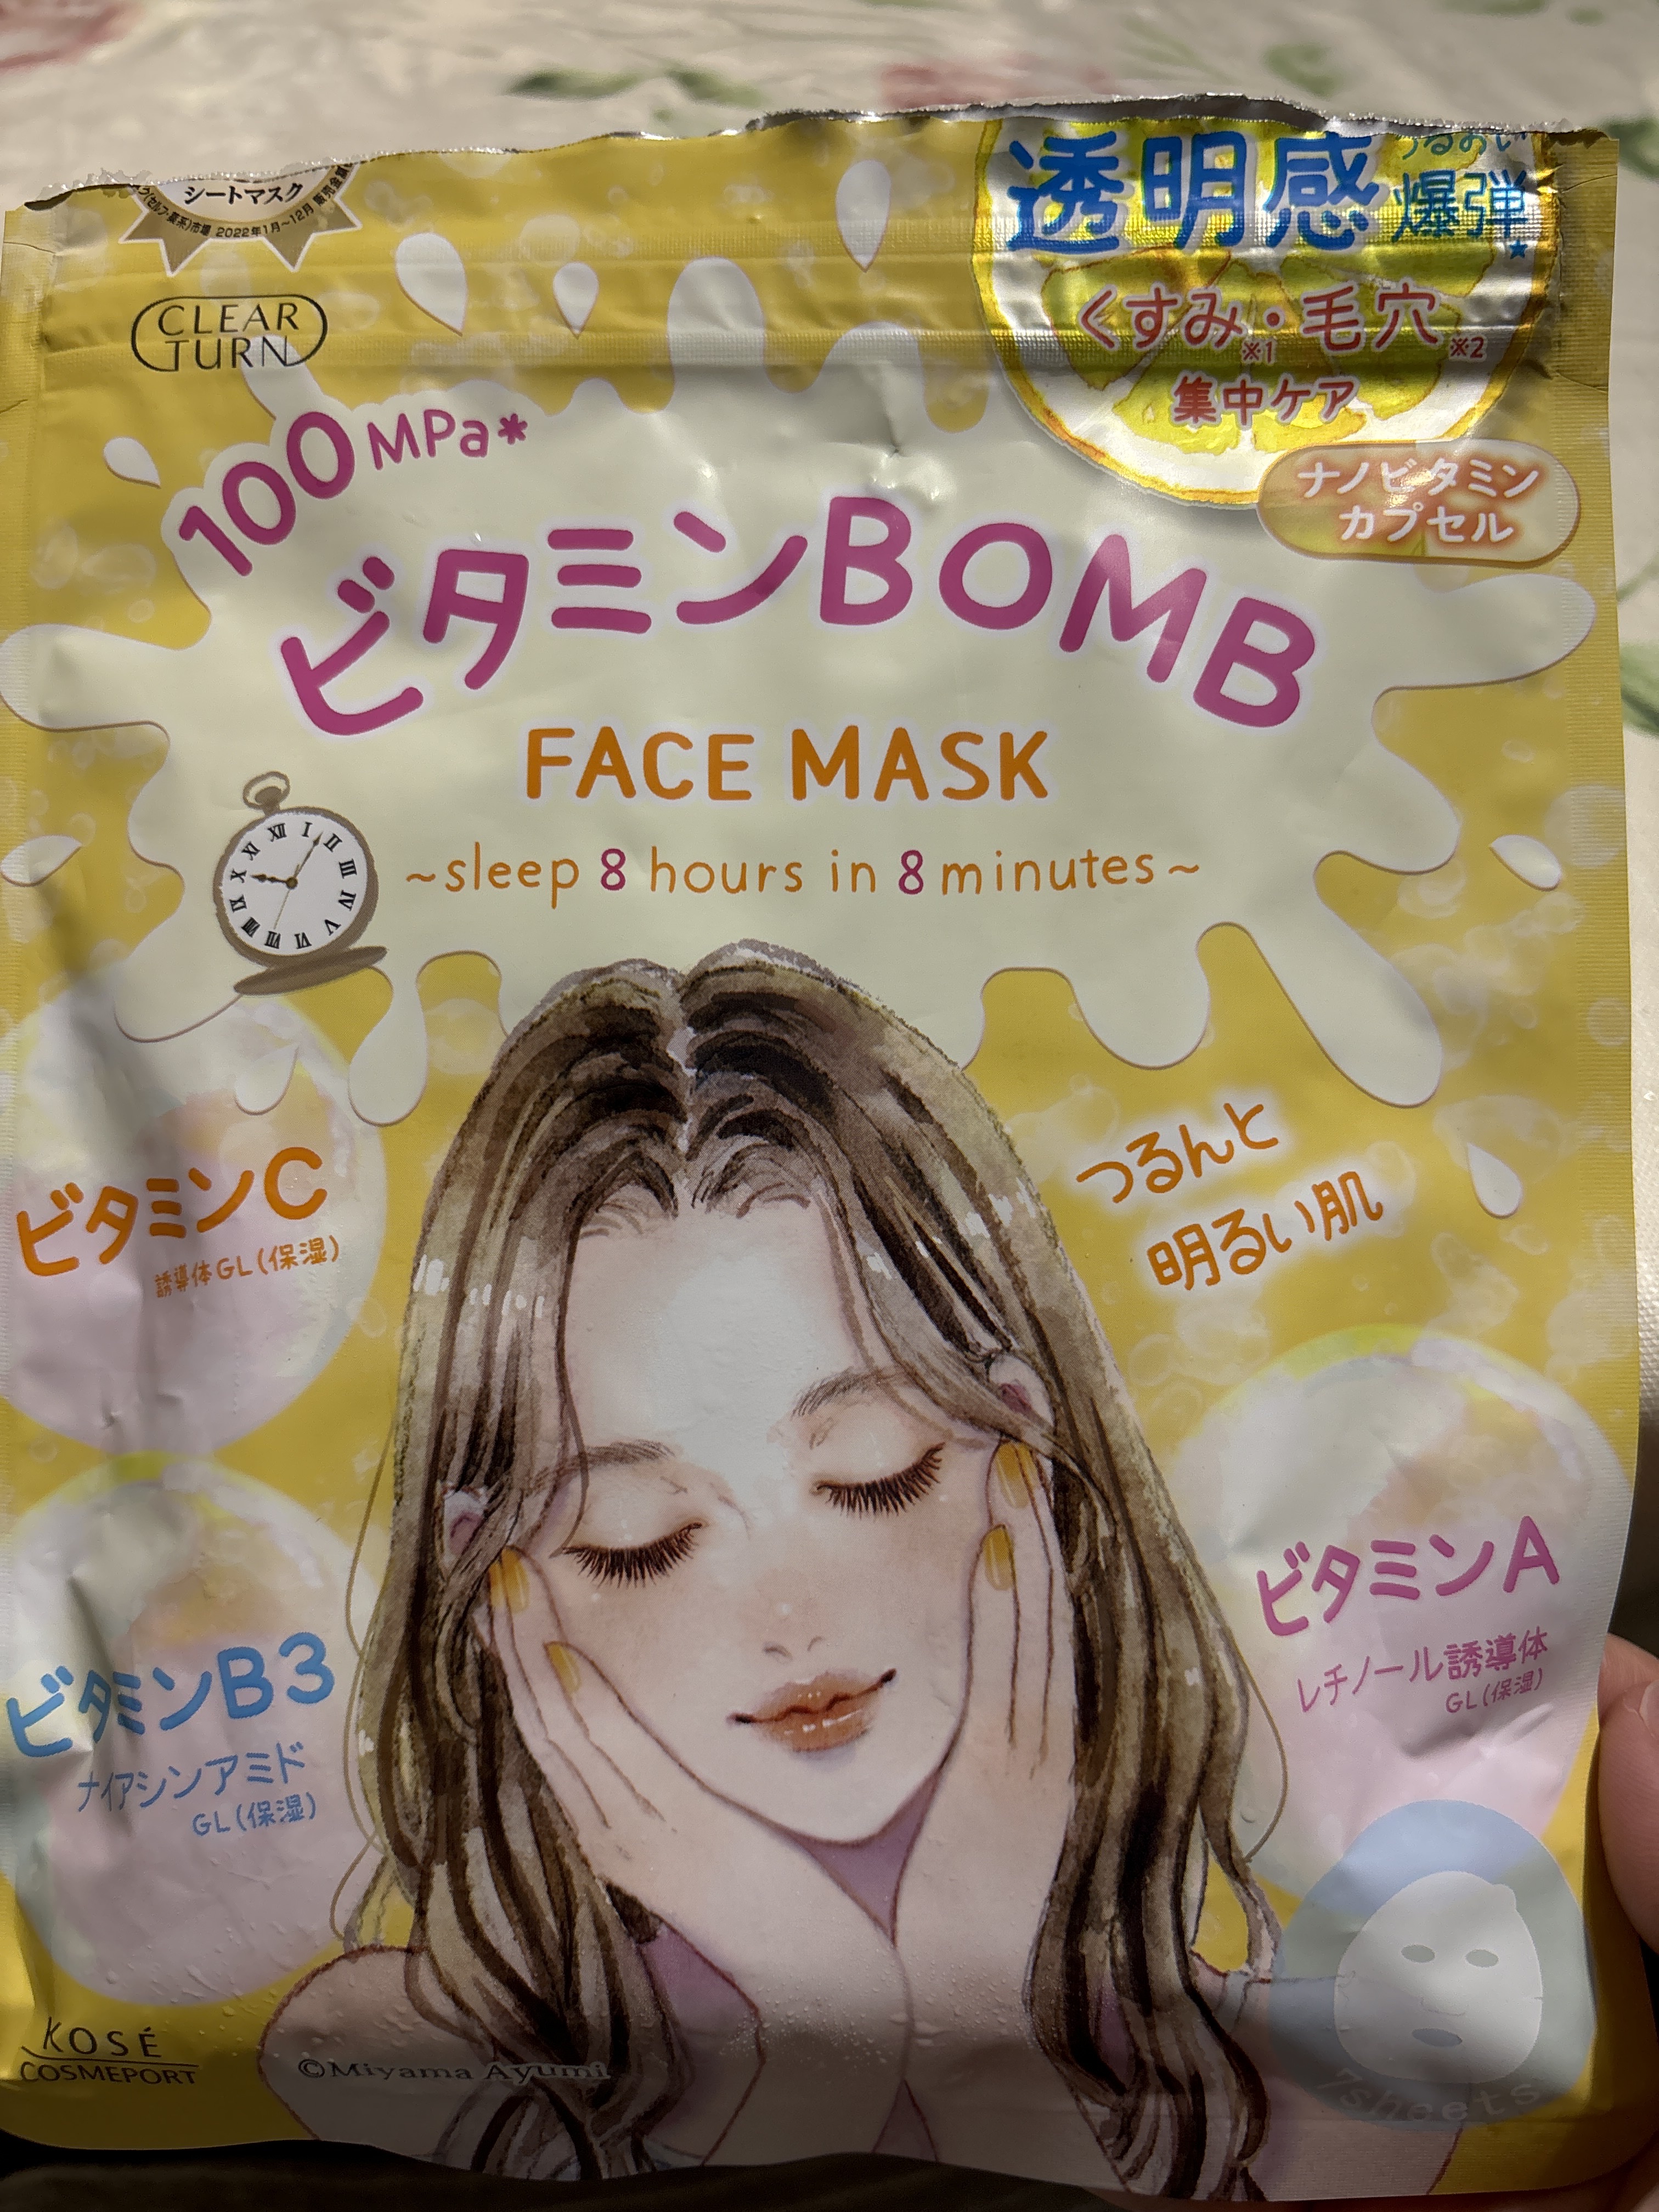 シートマスク
2022年1月~12月
透明感 うるおい
爆弾★
CLEAR
TURN
くすみ※1・毛穴※2
集中ケア
100MPa*
ナノビタミン
カプセル
ビタミンBOMB
FACE MASK
~sleep 8 hours in 8 minutes~
つるんと
明るい肌
ビタミンC
誘導体GL(保湿)
ビタミンA
レチノール誘導体
GL(保湿)
ビタミンB3
ナイアシンアミド
GL(保湿)
KOSÉ
COSMEPORT
©Miyama Ayumi
7sheets